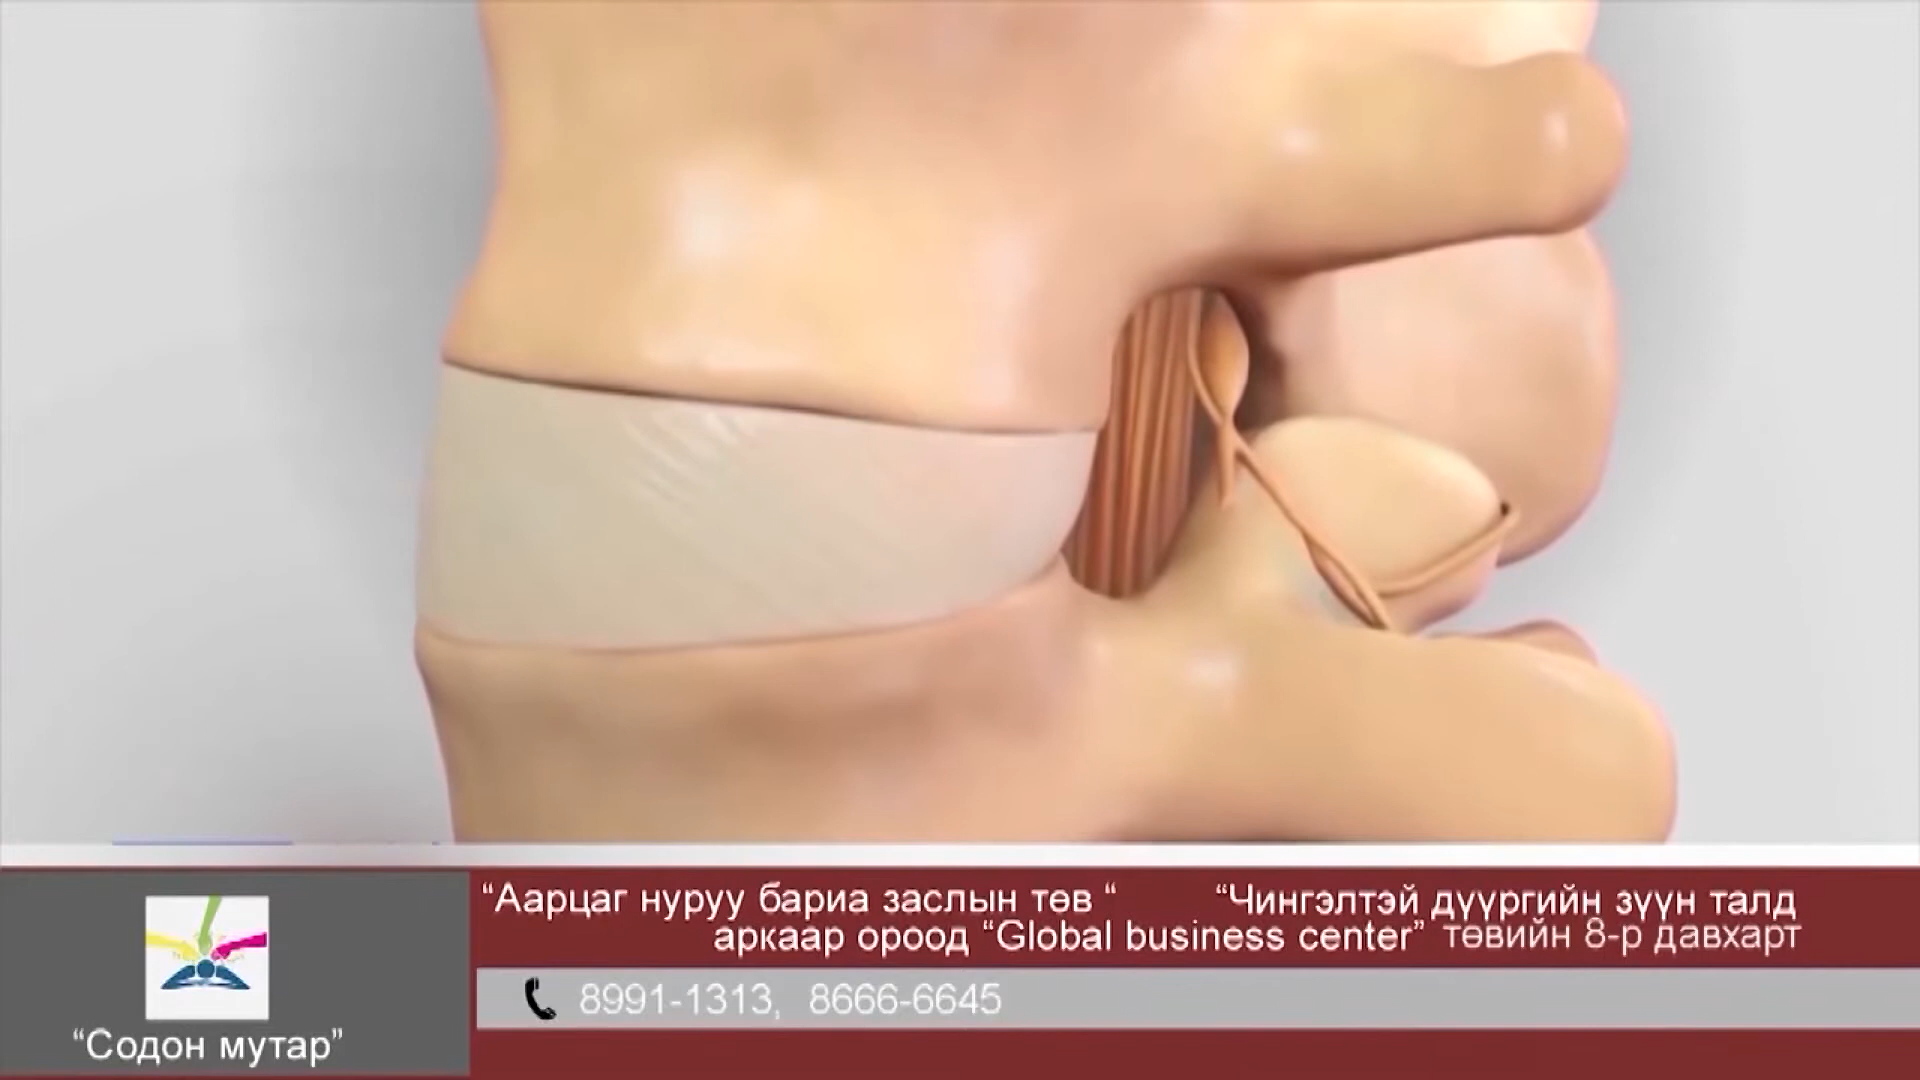 “Аарцаг нуруу бариа заслын төв “ “Чингэлтэй дүүргийн зүүн талд
аркаар ороод “Global business center” төвийн 8-р давхарт
8991-1313, 8666-6645
“Содон мутар”